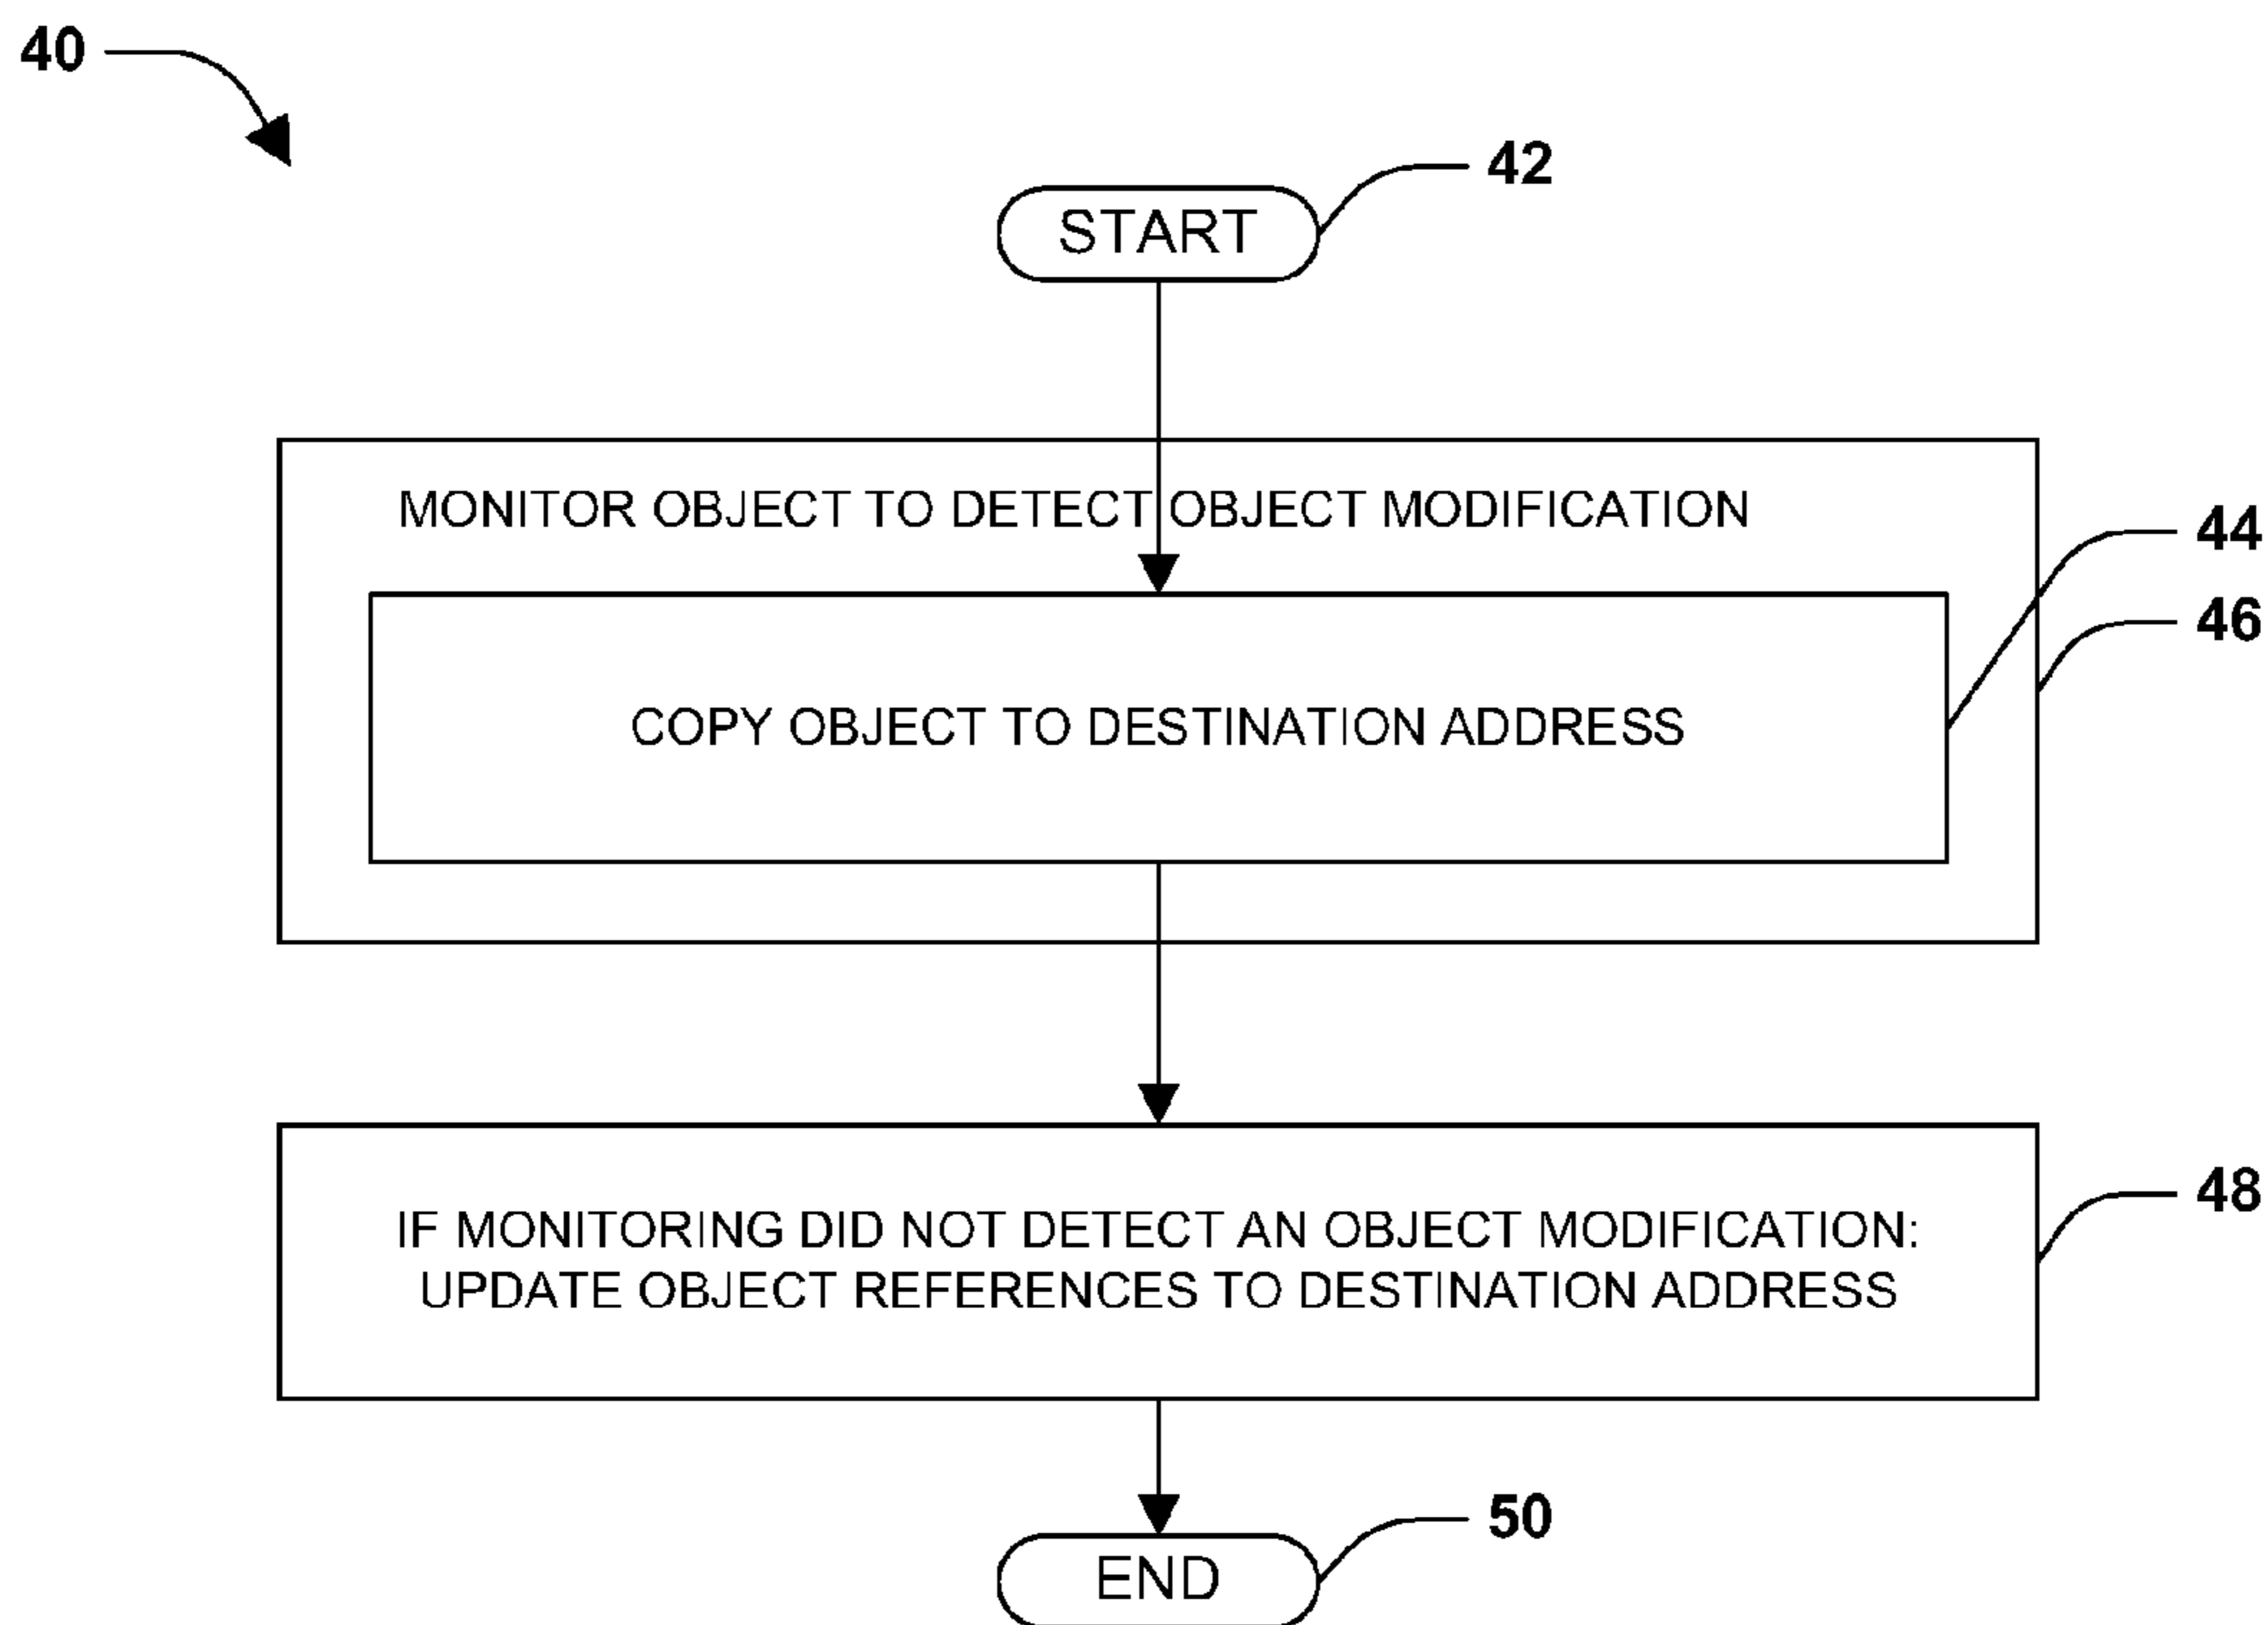 40
42
START
MONITOR OBJECT TO DETECT OBJECT MODIFICATION
44
46
COPY OBJECT TO DESTINATION ADDRESS
48
IF MONITORING DID NOT DETECT AN OBJECT MODIFICATION:
UPDATE OBJECT REFERENCES TO DESTINATION ADDRESS
50
END